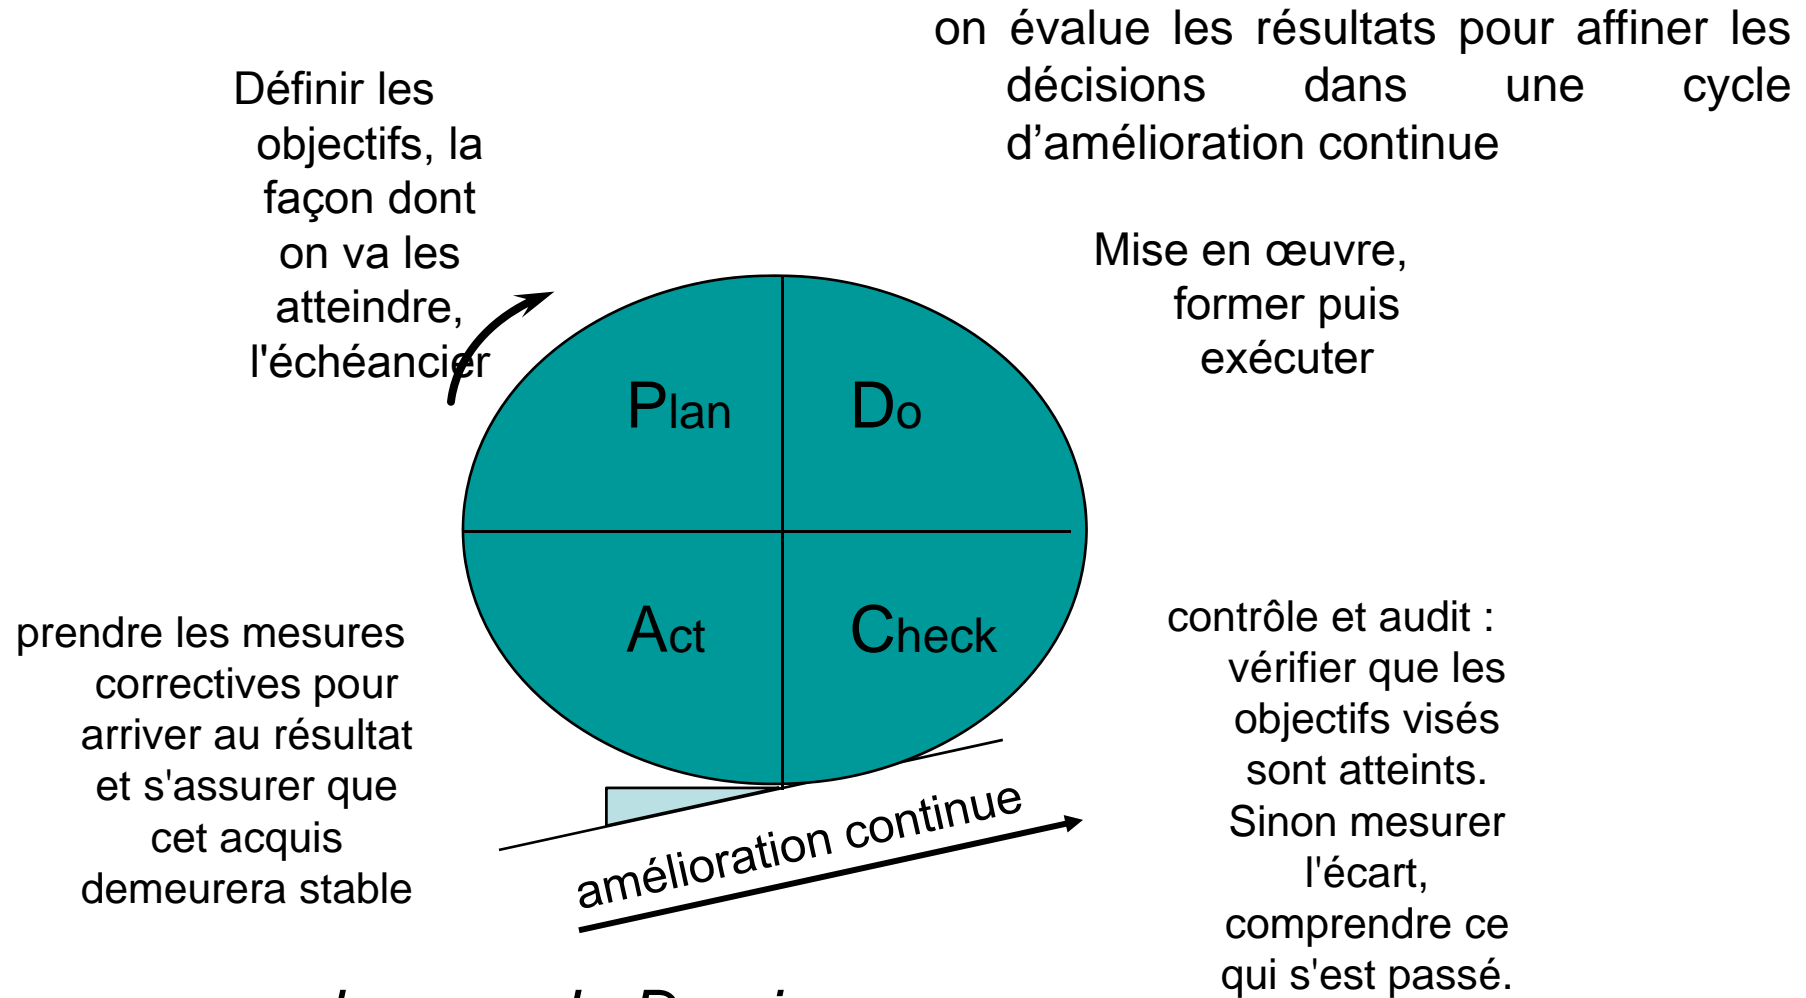 on évalue les résultats pour affiner les
décisions dans une cycle
d’amélioration continue
Définir les
objectifs, la
façon dont
on va les
atteindre,
l'échéancier
Mise en œuvre,
former puis
exécuter
Plan
Do
Act
Check
prendre les mesures
correctives pour
arriver au résultat
et s'assurer que
cet acquis
demeurera stable
contrôle et audit :
vérifier que les
objectifs visés
sont atteints.
Sinon mesurer
l'écart,
comprendre ce
qui s'est passé.
amélioration continue